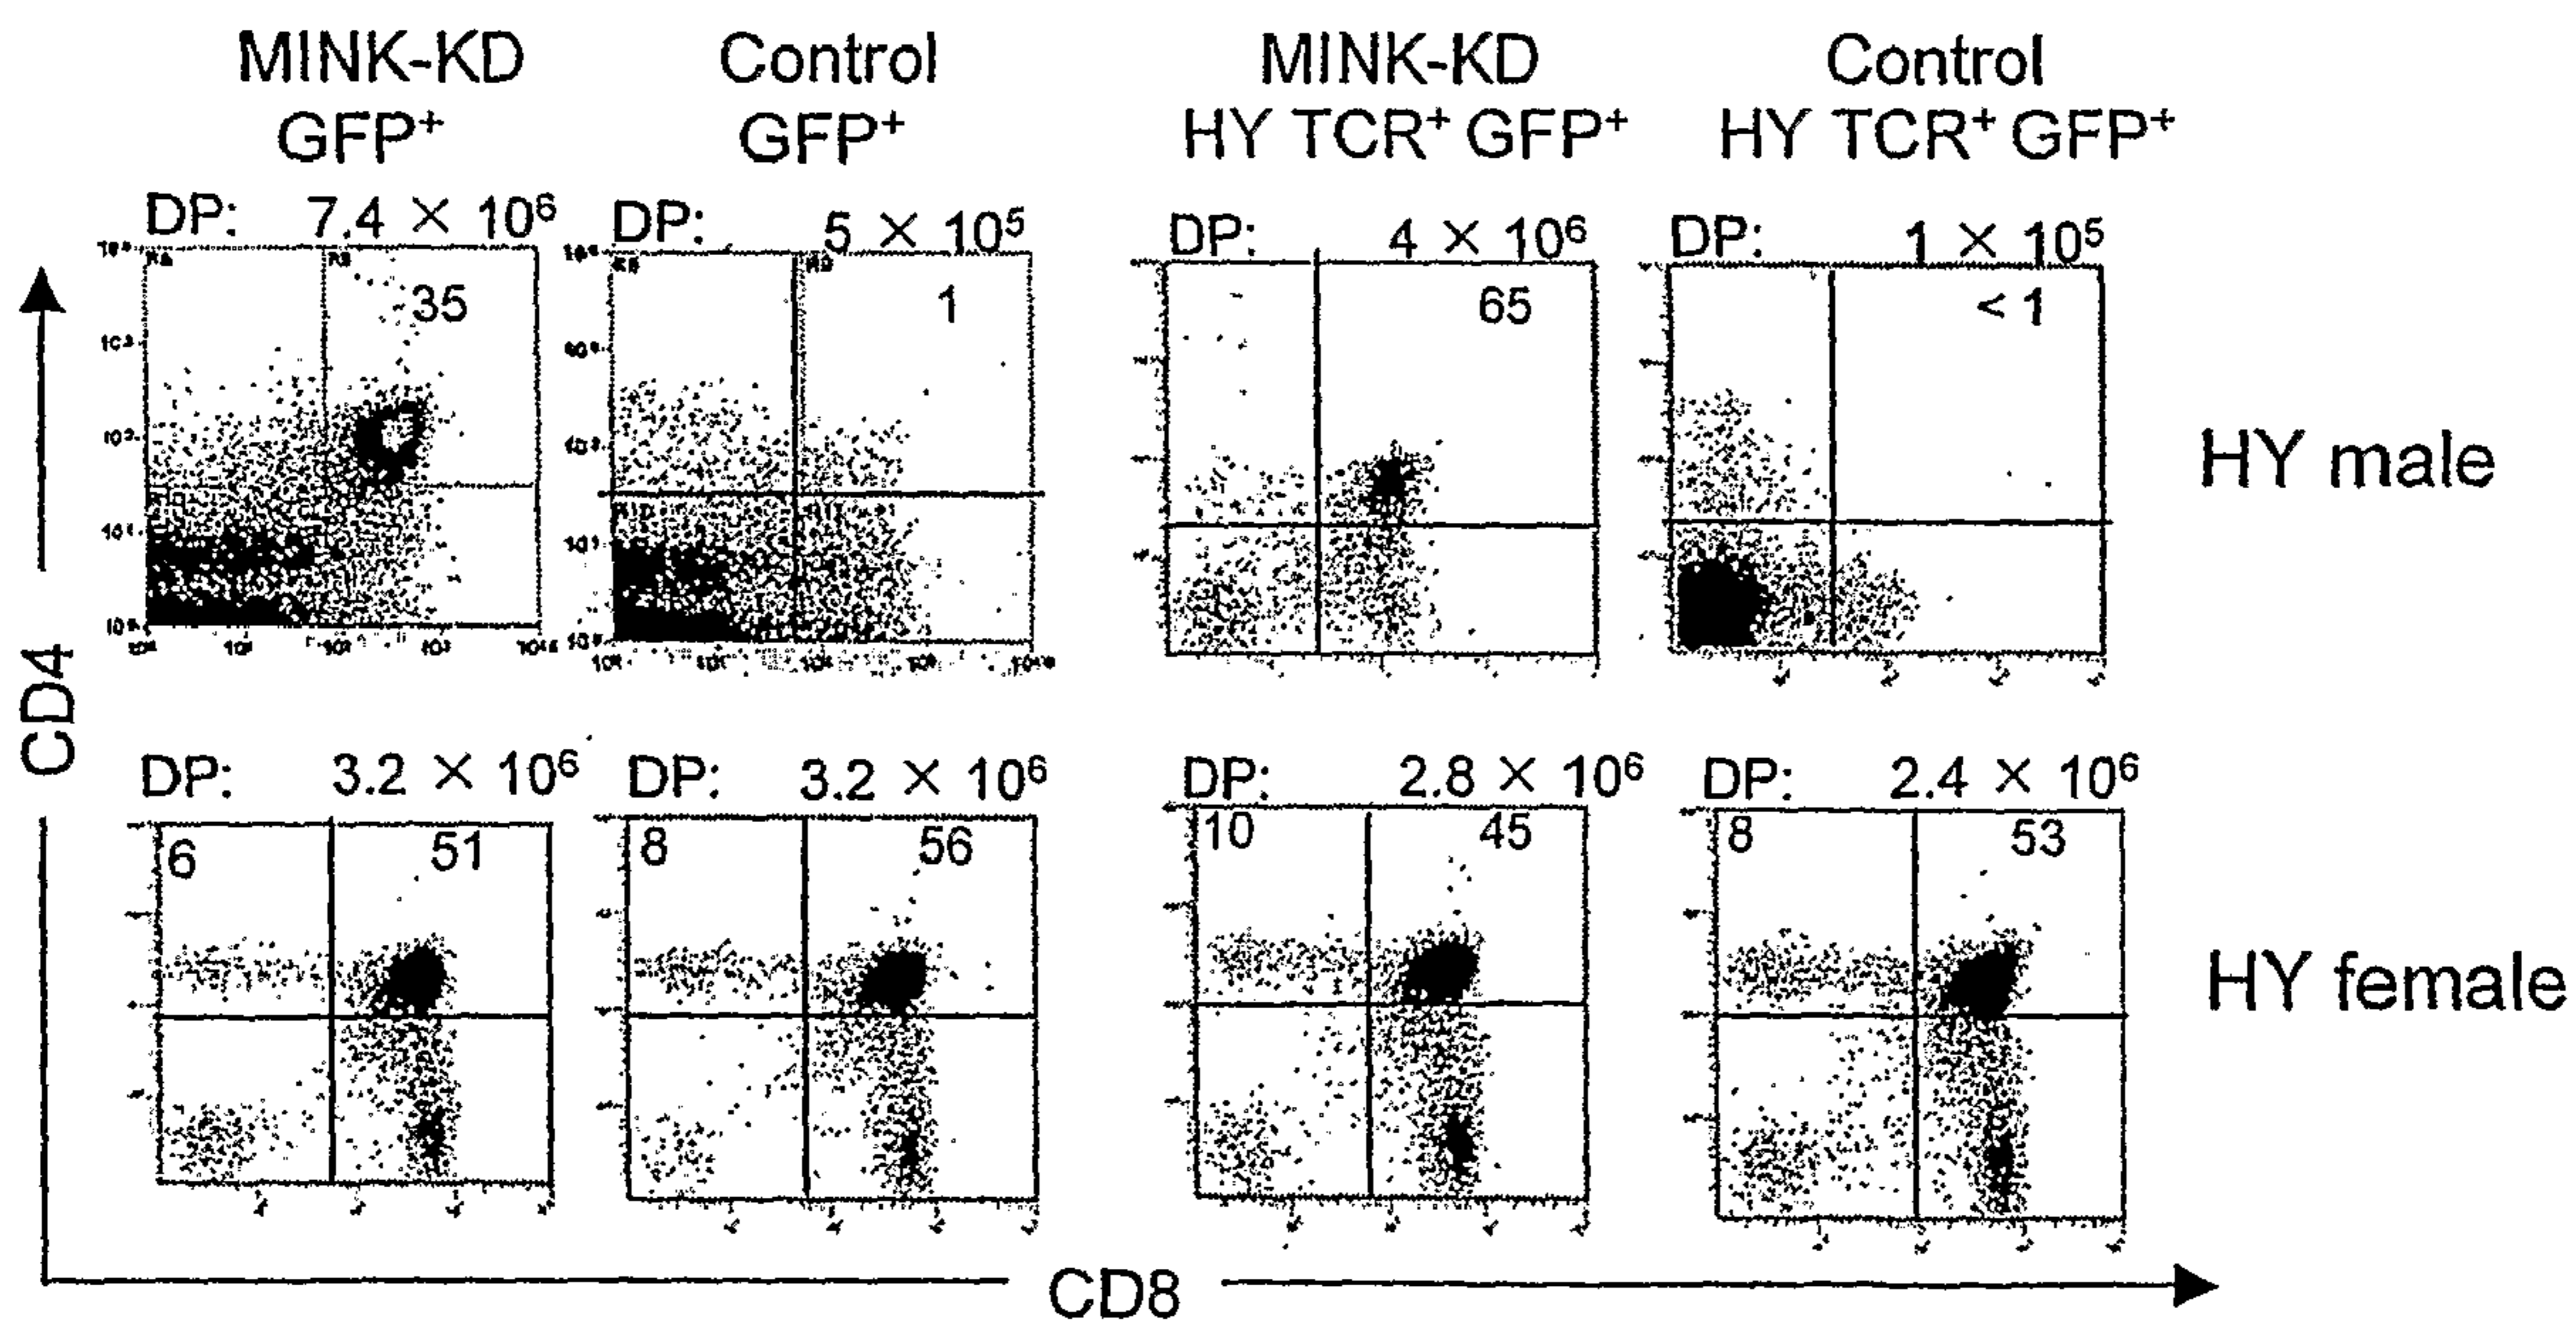 MINK-KD
GFP⁺
Control
GFP⁺
MINK-KD
HY TCR⁺ GFP⁺
Control
HY TCR⁺ GFP⁺
DP: 7.4 × 10⁶
35
DP: 5 × 10⁵
1
DP: 4 × 10⁶
65
DP: 1 × 10⁵
< 1
HY male
DP: 3.2 × 10⁶
6 51
DP: 3.2 × 10⁶
8 56
DP: 2.8 × 10⁶
10 45
DP: 2.4 × 10⁶
8 53
HY female
CD4
CD8